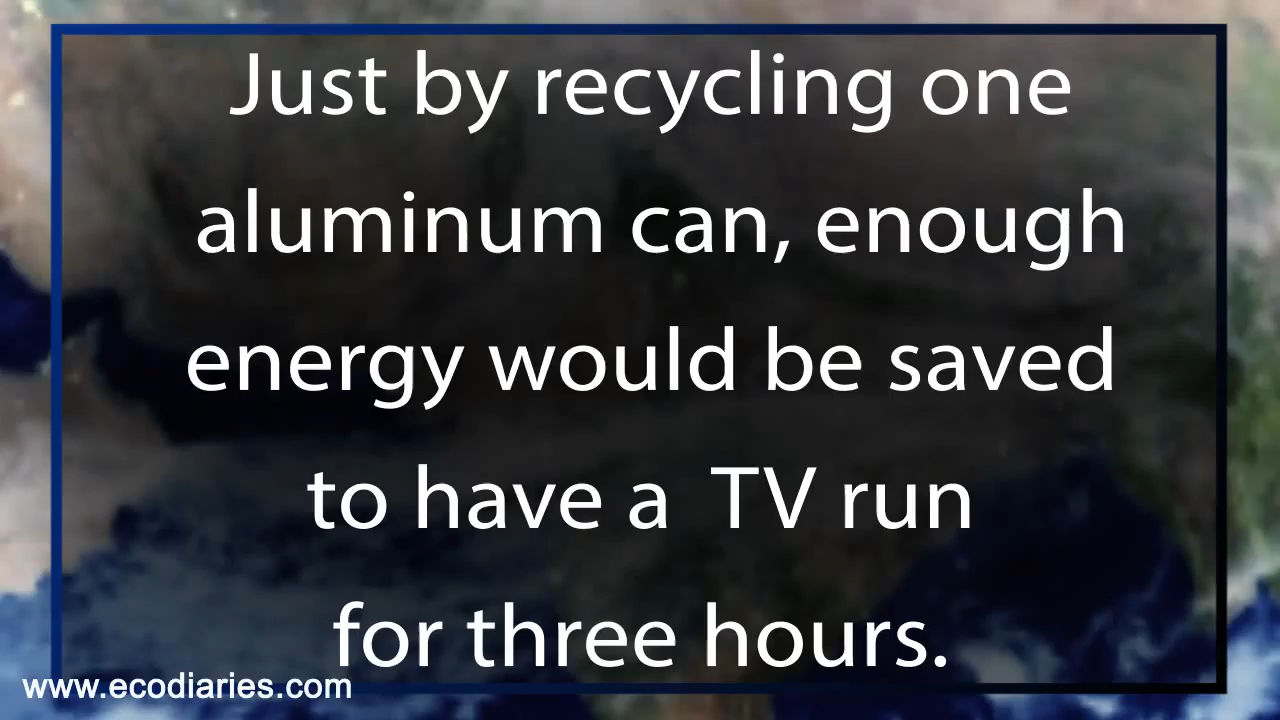 Just by recycling one
aluminum can, enough
energy would be saved
to have a TV run
for three hours.
www.ecodiaries.com